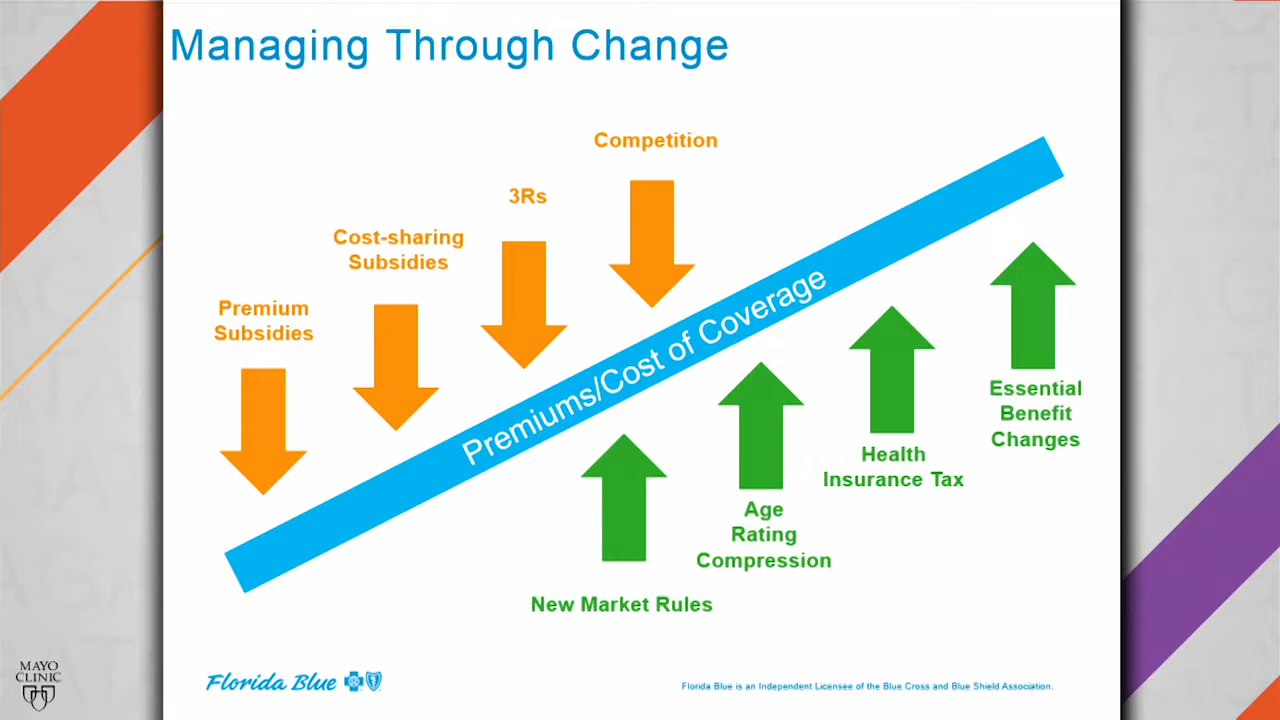 Managing Through Change
Competition
3Rs
Cost-sharing
Subsidies
Premium
Subsidies
Premiums/Cost of Coverage
Essential
Benefit
Changes
Health
Insurance Tax
Age
Rating
Compression
New Market Rules
MAYO
CLINIC
Florida Blue
Florida Blue is an Independent Licensee of the Blue Cross and Blue Shield Association.